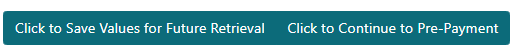 Click to Save Values for Future Retrieval
Click to Continue to Pre-Payment